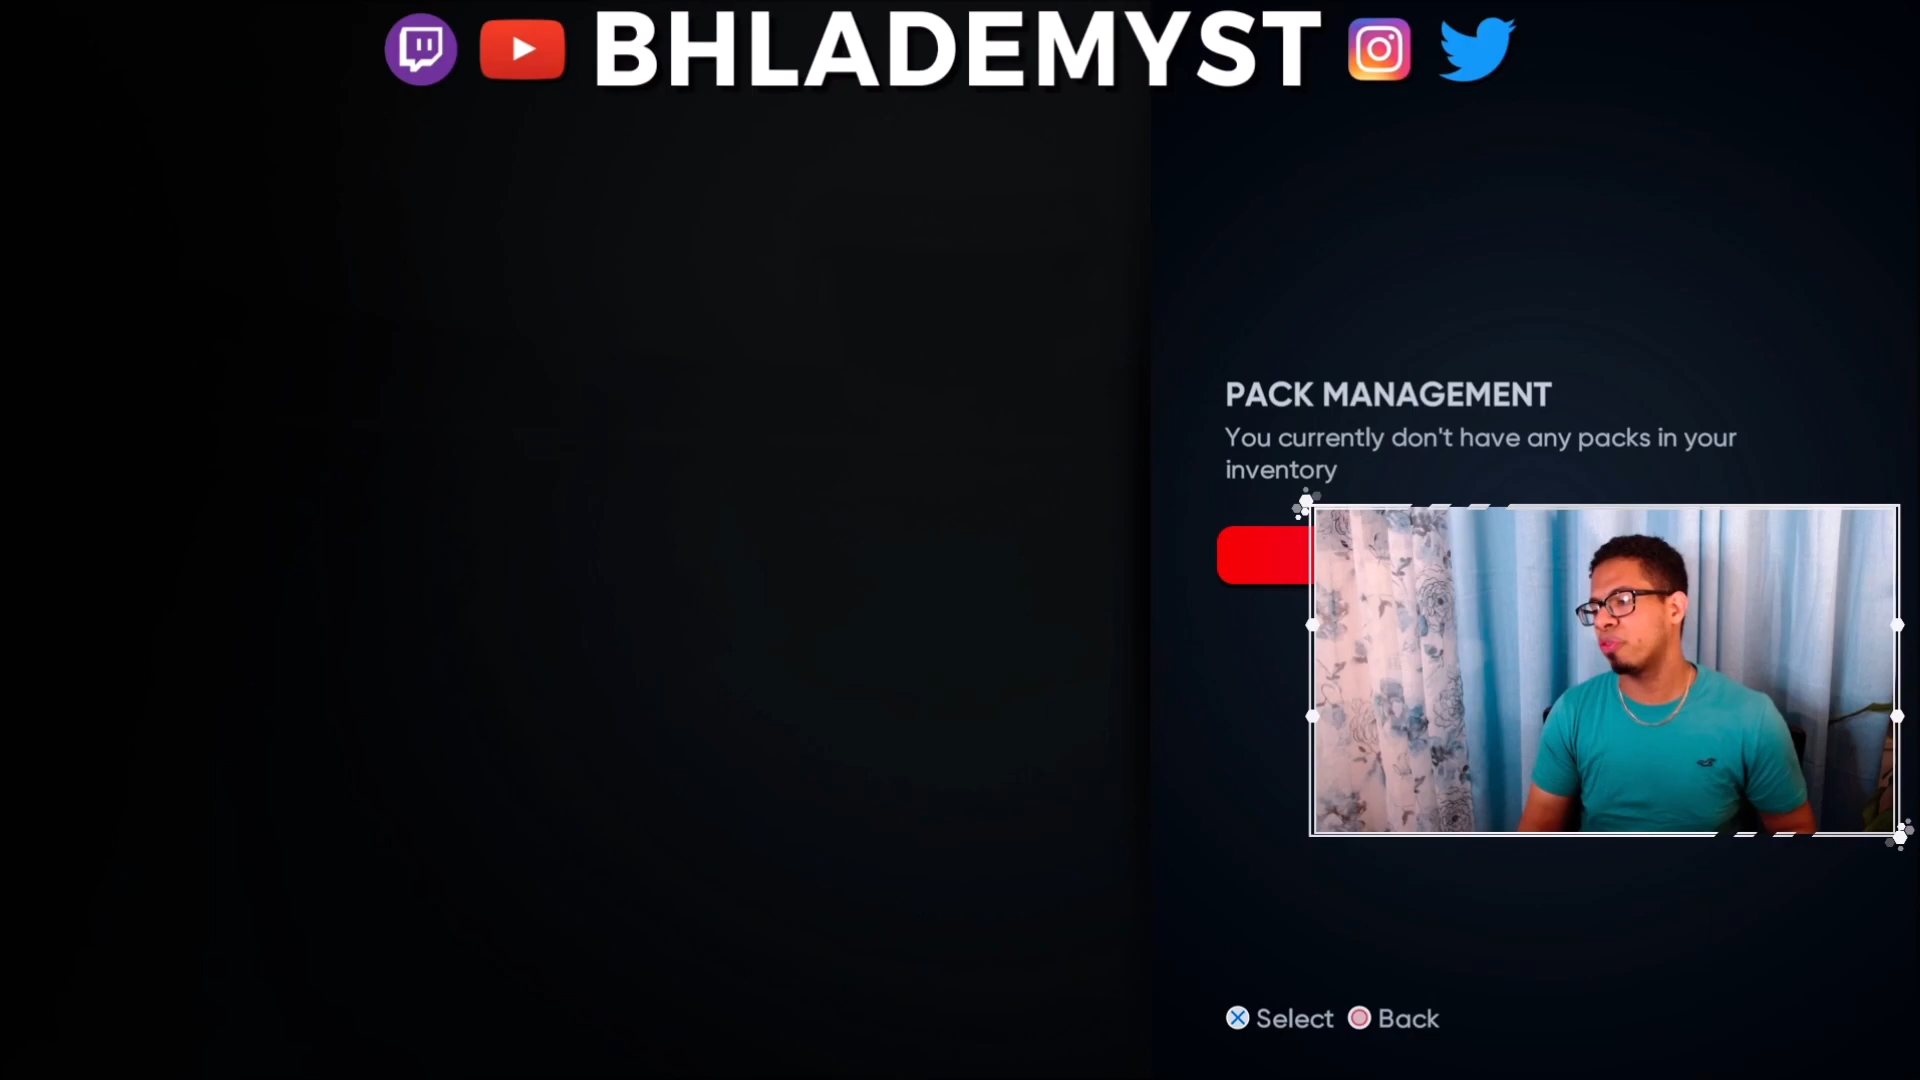 BHLADEMYST
PACK MANAGEMENT
You currently don't have any packs in your
inventory
Select Back